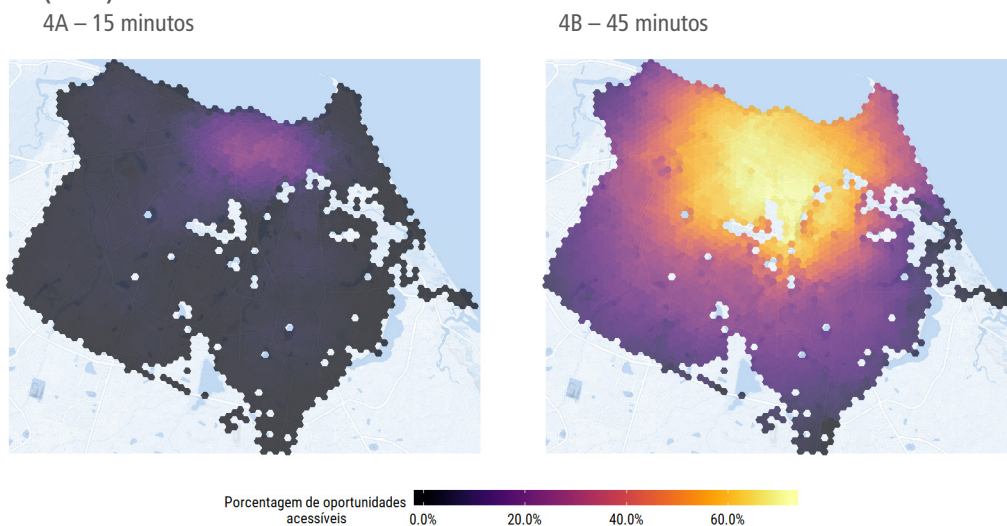 4A – 15 minutos
4B – 45 minutos
Porcentagem de oportunidades
acessíveis
0.0%
20.0%
40.0%
60.0%